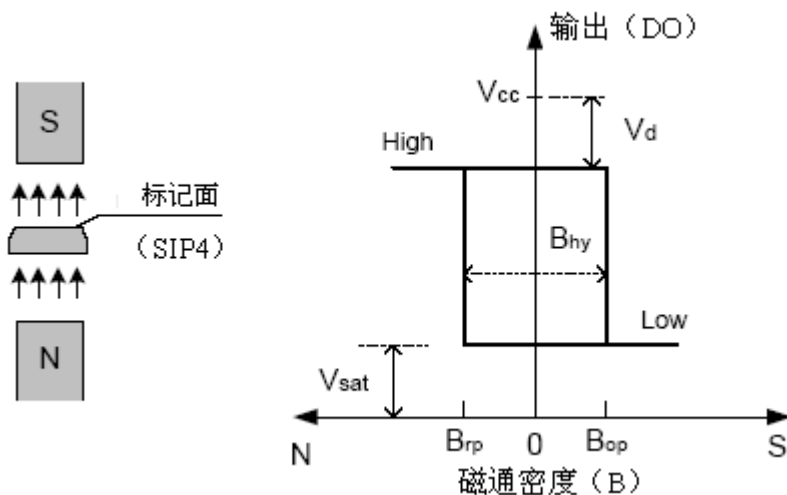 S
标记面
(SIP4)
N
输出 (DO)
Vcc
Vd
High
Bhy
Low
Vsat
N
Brp
0
Bop
S
磁通密度 (B)